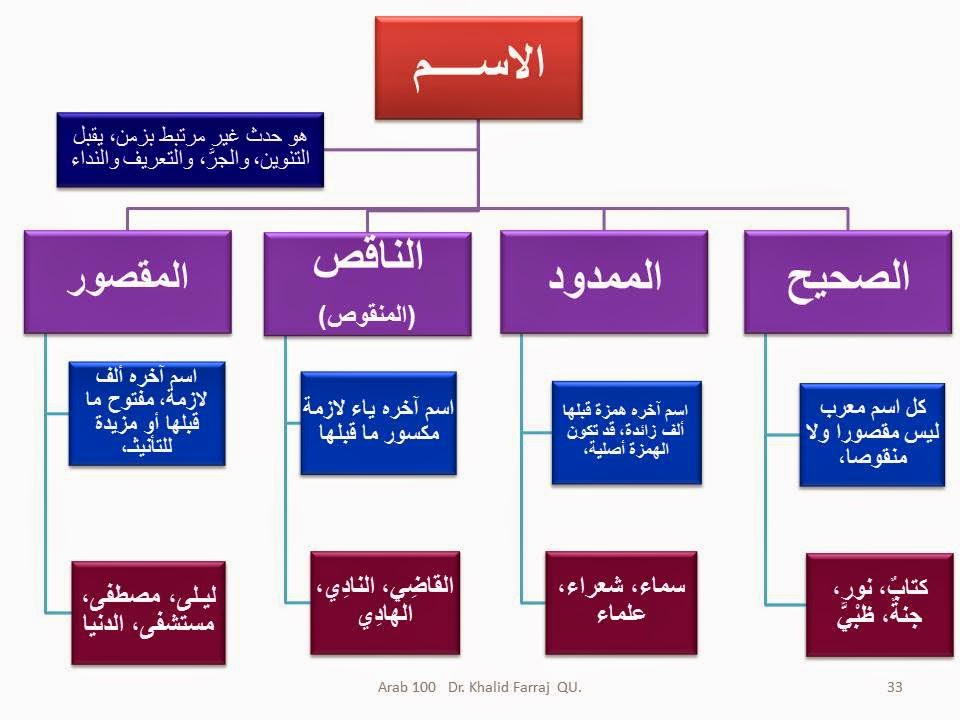 الاســـــم
هو حدث غير مرتبط بزمن، يقبل
التنوين، والجرَّ، والتعريف والنداء
الصحيح
كل اسم معرب
ليس مقصورا ولا
منقوصا،
كتابٌ، نور،
جنةٌ، ظبْيٌ
الممدود
اسم آخره همزة قبلها
ألف زائدة، قد تكون
الهمزة أصلية،
سماء، شعراء،
علماء
الناقص
(المنقوص)
اسم آخره ياء لازمة
مكسور ما قبلها
القاضِي، النادِي،
الهادِي
المقصور
اسم آخره ألف
لازمة، مفتوح ما
قبلها أو مزيدة
للتأنيثـ،
ليـلى، مصطفى،
مستشفى، الدنيا
Arab 100 Dr. Khalid Farraj QU.
33